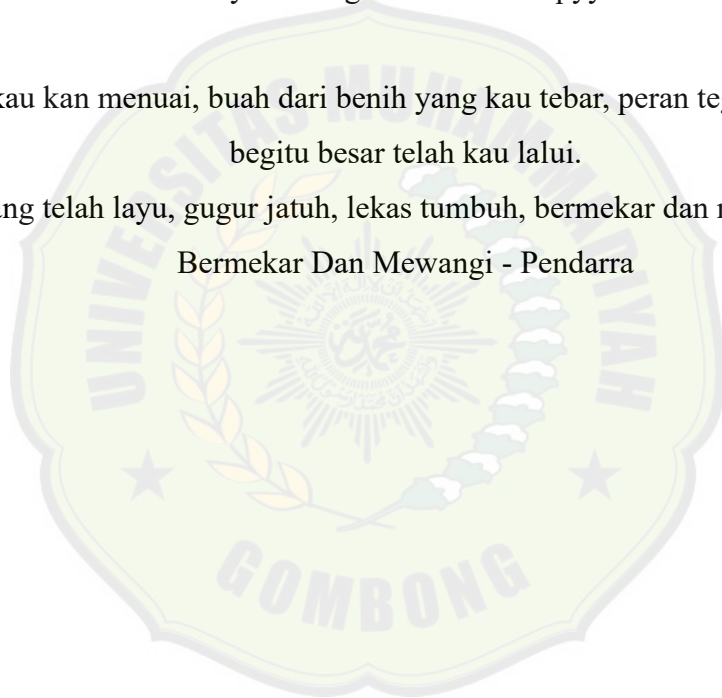 kau kan menuai, buah dari benih yang kau tebar, peran
begitu besar telah kau lalui.
telah layu, gugur jatuh, lekas tumbuh, bermekar dan
Bermekar Dan Mewangi - Pendarra
UNIVERSITAS MUHAMMADIYAH
GOMBONG